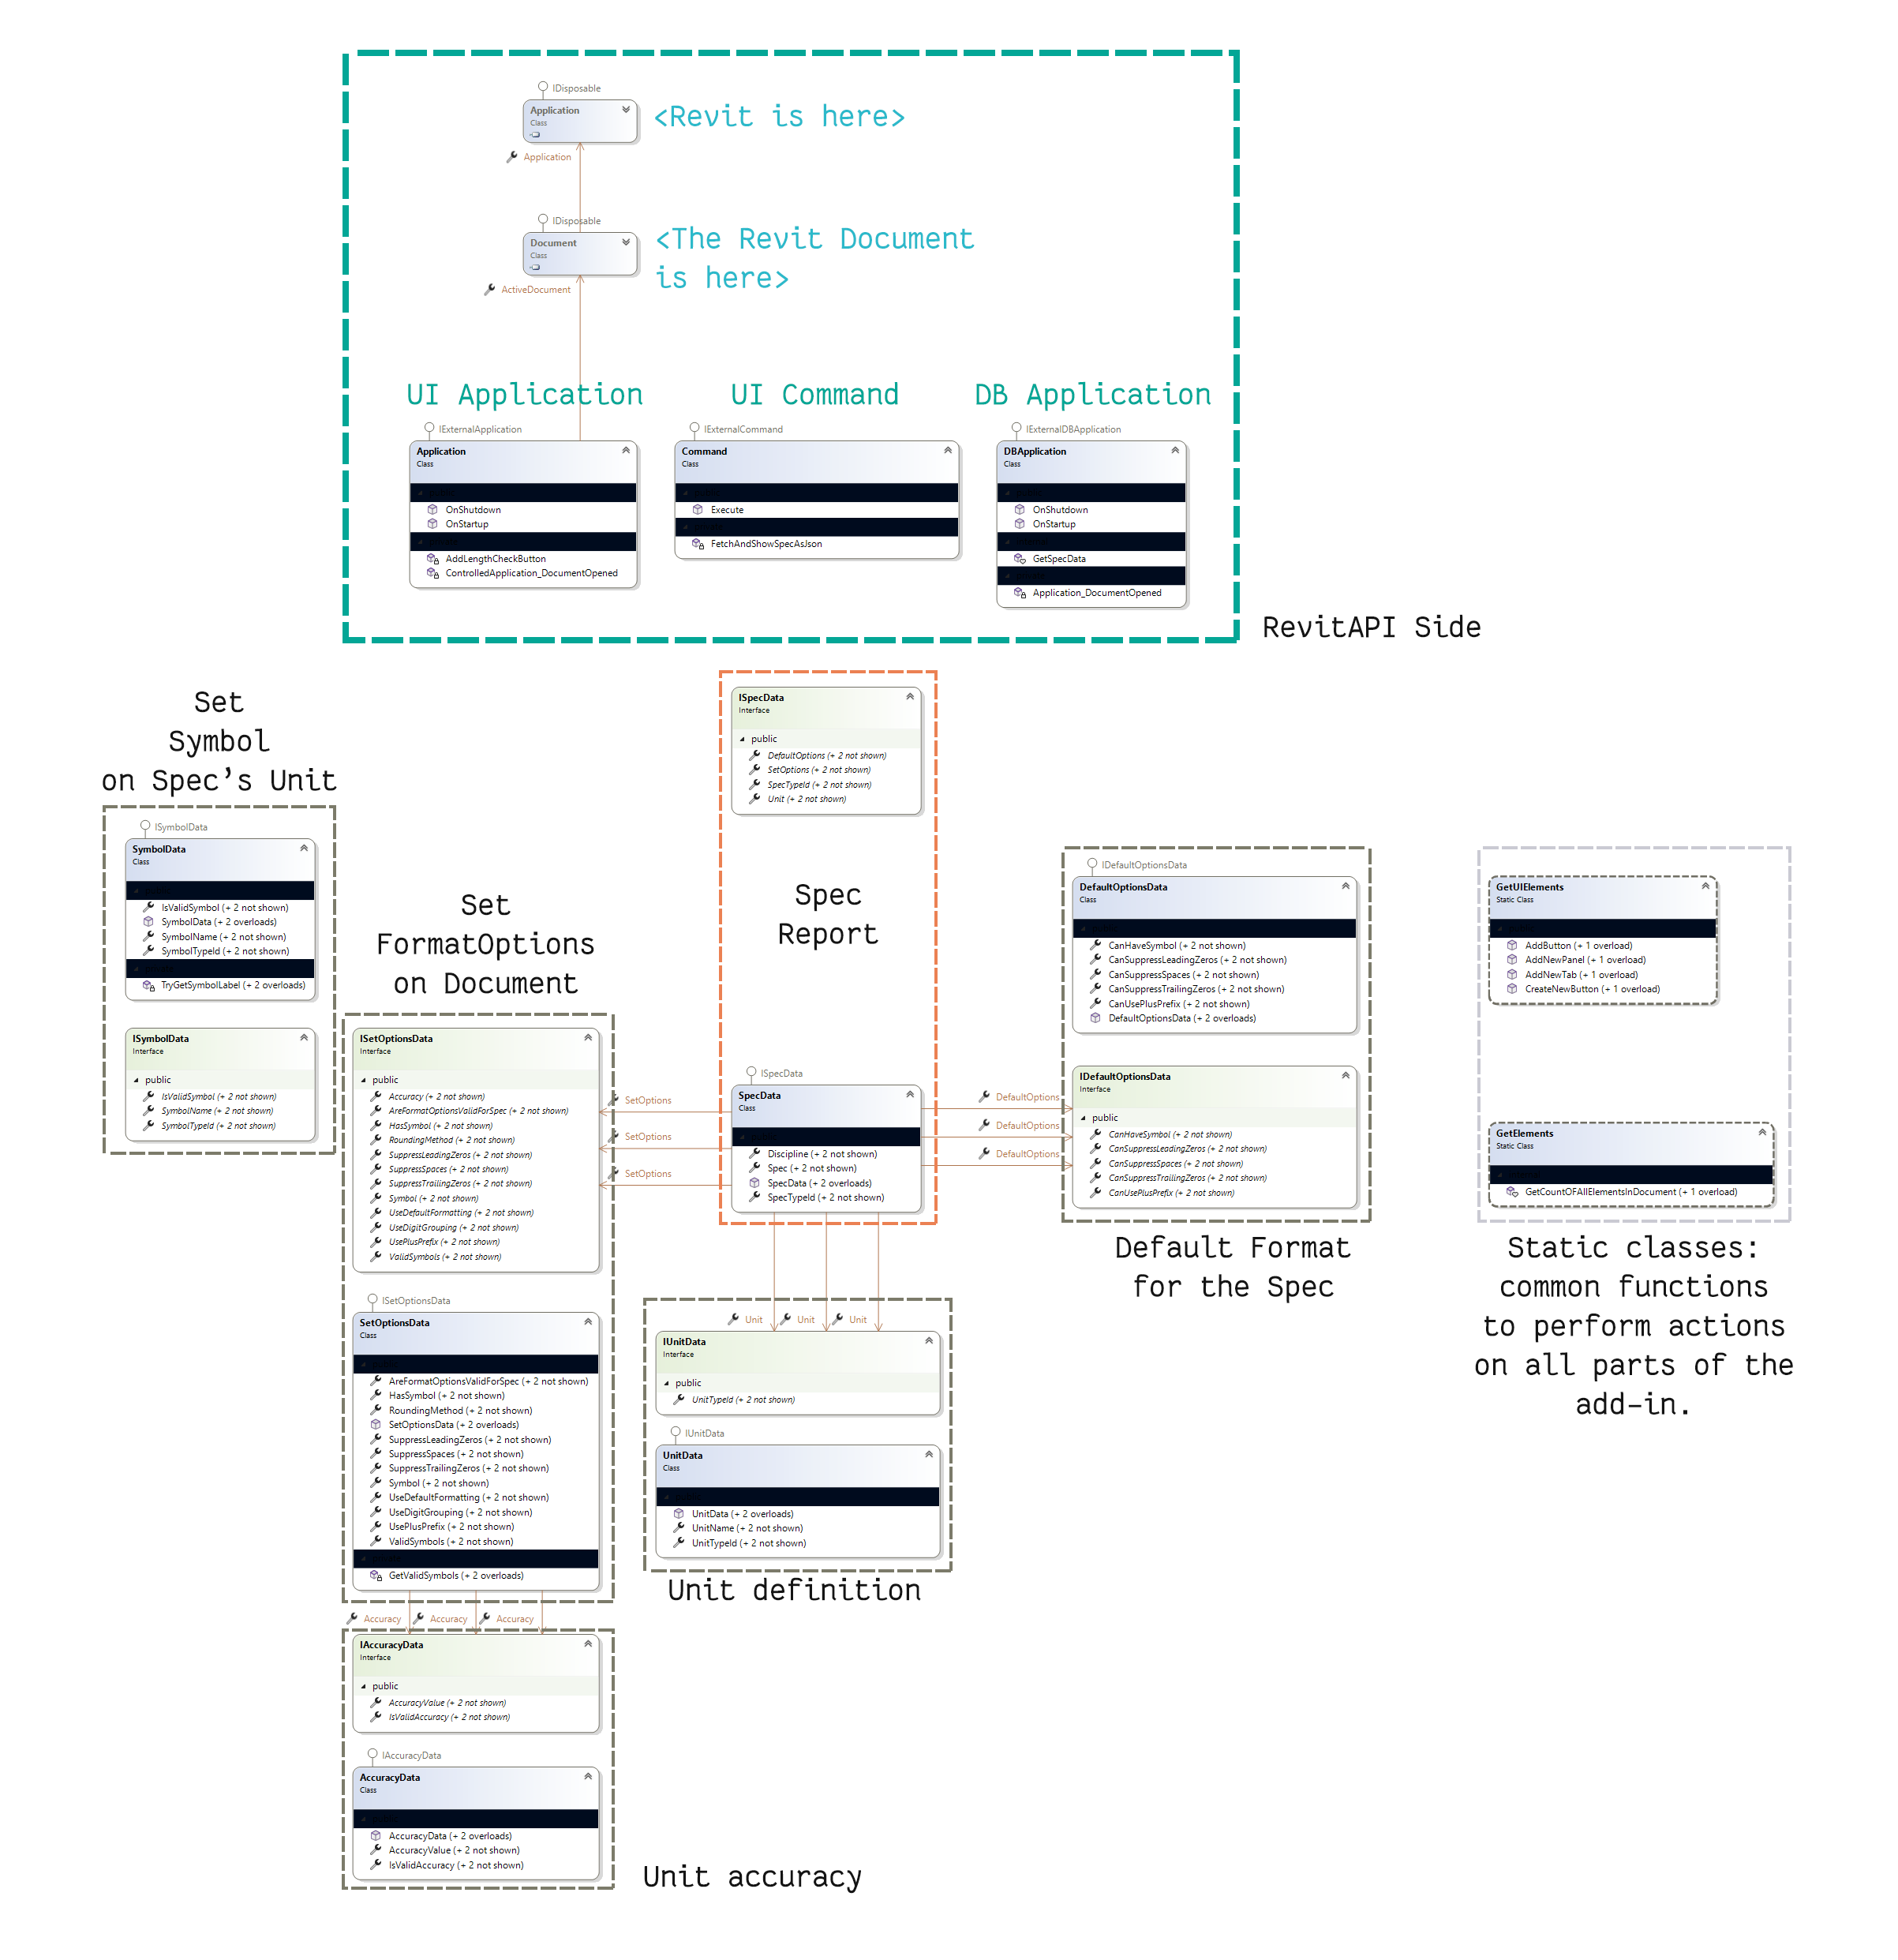 IDisposable
Application
Class
<Revit is here>
Application
IDisposable
Document
Class
<The Revit Document
is here>
ActiveDocument
UI Application
UI Command
DB Application
IExternalApplication
Application
Class
OnShutdown
OnStartup
AddLengthCheckButton
ControlledApplication_DocumentOpened
IExternalCommand
Command
Class
Execute
FetchAndShowSpecAsJson
IExternalDBApplication
DBApplication
Class
OnShutdown
OnStartup
GetSpecData
Application_DocumentOpened
RevitAPI Side
Set
Symbol
on Spec's Unit
ISymbolData
SymbolData
Class
IsValidSymbol (+ 2 not shown)
SymbolData (+ 2 overloads)
SymbolName (+ 2 not shown)
SymbolTypeId (+ 2 not shown)
TryGetSymbolLabel (+ 2 overloads)
ISymbolData
Interface
public
IsValidSymbol (+ 2 not shown)
SymbolName (+ 2 not shown)
SymbolTypeId (+ 2 not shown)
Set
FormatOptions
on Document
ISetOptionsData
Interface
public
Accuracy (+ 2 not shown)
AreFormatOptionsValidForSpec (+ 2 not shown)
HasSymbol (+ 2 not shown)
RoundingMethod (+ 2 not shown)
SuppressLeadingZeros (+ 2 not shown)
SuppressSpaces (+ 2 not shown)
SuppressTrailingZeros (+ 2 not shown)
Symbol (+ 2 not shown)
UseDefaultFormatting (+ 2 not shown)
UseDigitGrouping (+ 2 not shown)
UsePlusPrefix (+ 2 not shown)
ValidSymbols (+ 2 not shown)
ISetOptionsData
SetOptionsData
Class
AreFormatOptionsValidForSpec (+ 2 not shown)
HasSymbol (+ 2 not shown)
RoundingMethod (+ 2 not shown)
SetOptionsData (+ 2 overloads)
SuppressLeadingZeros (+ 2 not shown)
SuppressSpaces (+ 2 not shown)
SuppressTrailingZeros (+ 2 not shown)
Symbol (+ 2 not shown)
UseDefaultFormatting (+ 2 not shown)
UseDigitGrouping (+ 2 not shown)
UsePlusPrefix (+ 2 not shown)
ValidSymbols (+ 2 not shown)
GetValidSymbols (+ 2 overloads)
Accuracy
Accuracy
Accuracy
IAccuracyData
Interface
public
AccuracyValue (+ 2 not shown)
IsValidAccuracy (+ 2 not shown)
IAccuracyData
AccuracyData
Class
AccuracyData (+ 2 overloads)
AccuracyValue (+ 2 not shown)
IsValidAccuracy (+ 2 not shown)
Unit accuracy
ISpecData
Interface
public
DefaultOptions (+ 2 not shown)
SetOptions (+ 2 not shown)
SpecTypeId (+ 2 not shown)
Unit (+ 2 not shown)
Spec
Report
SetOptions
SetOptions
SetOptions
ISpecData
SpecData
Class
Discipline (+ 2 not shown)
Spec (+ 2 not shown)
SpecData (+ 2 overloads)
SpecTypeId (+ 2 not shown)
DefaultOptions
DefaultOptions
DefaultOptions
Unit
Unit
Unit
IUnitData
Interface
public
UnitTypeId (+ 2 not shown)
IUnitData
UnitData
Class
UnitData (+ 2 overloads)
UnitName (+ 2 not shown)
UnitTypeId (+ 2 not shown)
Unit definition
IDefaultOptionsData
DefaultOptionsData
Class
CanHaveSymbol (+ 2 not shown)
CanSuppressLeadingZeros (+ 2 not shown)
CanSuppressSpaces (+ 2 not shown)
CanSuppressTrailingZeros (+ 2 not shown)
CanUsePlusPrefix (+ 2 not shown)
DefaultOptionsData (+ 2 overloads)
IDefaultOptionsData
Interface
public
CanHaveSymbol (+ 2 not shown)
CanSuppressLeadingZeros (+ 2 not shown)
CanSuppressSpaces (+ 2 not shown)
CanSuppressTrailingZeros (+ 2 not shown)
CanUsePlusPrefix (+ 2 not shown)
Default Format
for the Spec
GetUIElements
Static Class
AddButton (+ 1 overload)
AddNewPanel (+ 1 overload)
AddNewTab (+ 1 overload)
CreateNewButton (+ 1 overload)
GetElements
Static Class
GetCountOFAllElementsInDocument (+ 1 overload)
Static classes:
common functions
to perform actions
on all parts of the
add-in.